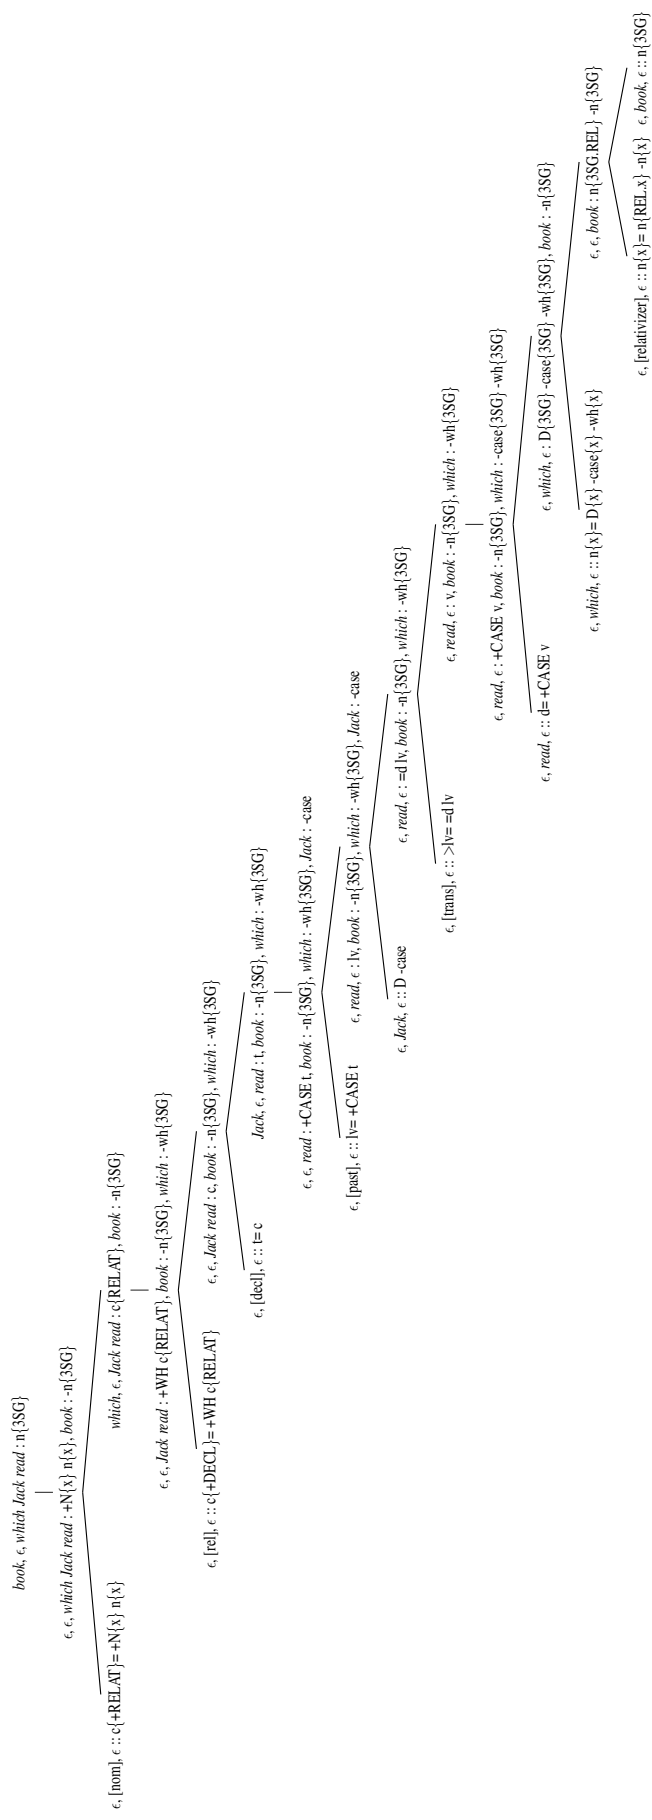 book, ϵ, which Jack read : n{3SG}
ϵ, ϵ, which Jack read : +N{x} n{x}, book : -n{3SG}
ϵ, [nom], ϵ :: c{+RELAT}= +N{x} n{x}
which, ϵ, Jack read : c{RELAT}, book : -n{3SG}
ϵ, ϵ, Jack read : +WH c{RELAT}, book : -n{3SG}, which : -wh{3SG}
ϵ, [rel], ϵ :: c{+DECL}= +WH c{RELAT}
ϵ, ϵ, Jack read : c, book : -n{3SG}, which : -wh{3SG}
ϵ, [decl], ϵ :: t= c
Jack, ϵ, read : t, book : -n{3SG}, which : -wh{3SG}
ϵ, ϵ, read : +CASE t, book : -n{3SG}, which : -wh{3SG}, Jack : -case
ϵ, [past], ϵ :: lv= +CASE t
ϵ, read, ϵ : lv, book : -n{3SG}, which : -wh{3SG}, Jack : -case
ϵ, Jack, ϵ :: D -case
ϵ, read, ϵ : =d lv, book : -n{3SG}, which : -wh{3SG}
ϵ, [trans], ϵ :: >lv= =d lv
ϵ, read, ϵ : v, book : -n{3SG}, which : -wh{3SG}
ϵ, read, ϵ : +CASE v, book : -n{3SG}, which : -case{3SG} -wh{3SG}
ϵ, read, ϵ :: d= +CASE v
ϵ, which, ϵ : D{3SG} -case{3SG} -wh{3SG}, book : -n{3SG}
ϵ, which, ϵ :: n{x}= D{x} -case{x} -wh{x}
ϵ, ϵ, book : n{3SG.REL} -n{3SG}
ϵ, [relativizer], ϵ :: n{x}= n{REL.x} -n{x}
ϵ, book, ϵ :: n{3SG}